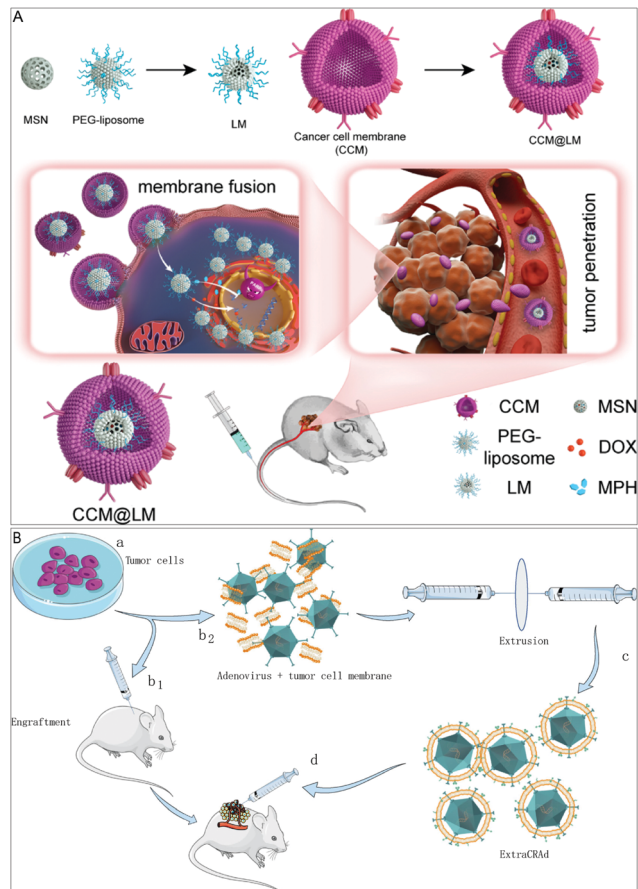 A
MSN
PEG-liposome
LM
Cancer cell membrane
(CCM)
CCM@LM
membrane fusion
tumor penetration
CCM@LM
CCM
MSN
PEG-
liposome
DOX
LM
MPH
B
a
Tumor cells
b2
b1
Adenovirus + tumor cell membrane
Extrusion
c
Engraftment
d
ExtraCRAd